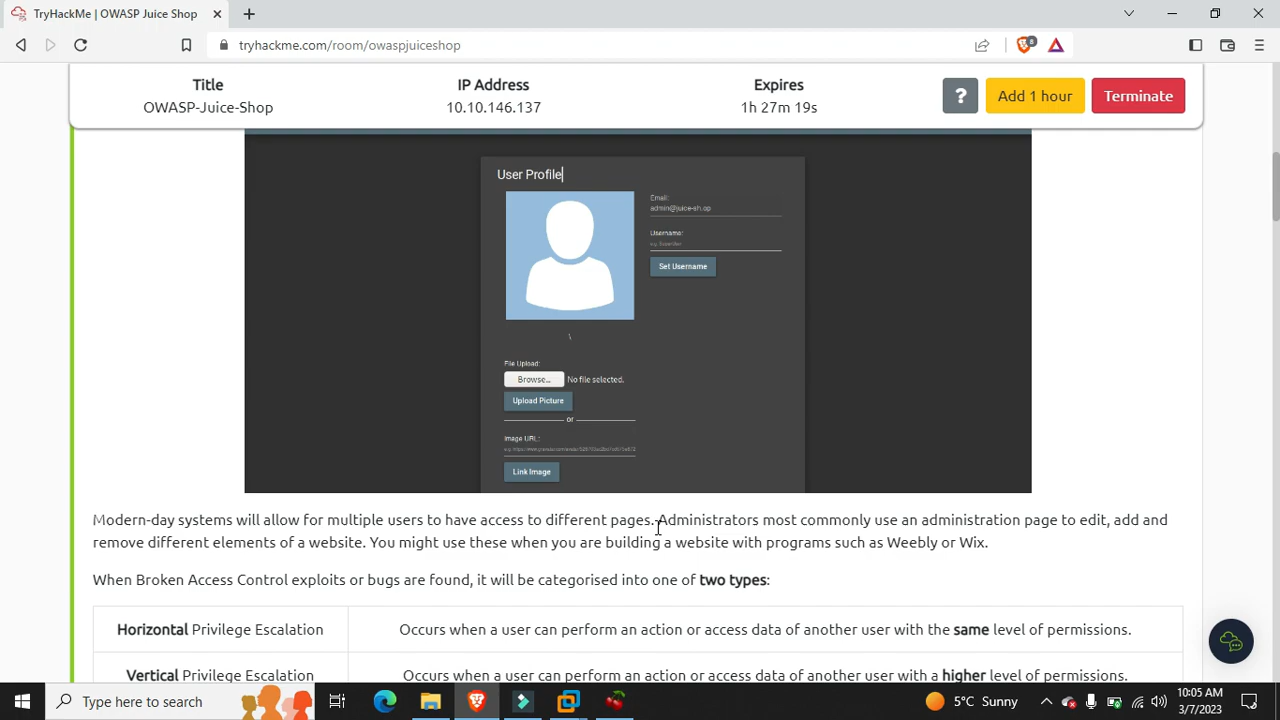 TryHackMe | OWASP Juice Shop
tryhackme.com/room/owaspjuiceshop
8
Title
OWASP-Juice-Shop
IP Address
10.10.146.137
Expires
1h 27m 19s
?
Add 1 hour
Terminate
User Profile
Email:
admin@juice-sh.op
Username:
Set Username
\
File Upload:
Browse... No file selected.
Upload Picture
or
Image URL:
Link Image
Modern-day systems will allow for multiple users to have access to different pages. Administrators most commonly use an administration page to edit, add and
remove different elements of a website. You might use these when you are building a website with programs such as Weebly or Wix.
When Broken Access Control exploits or bugs are found, it will be categorised into one of two types:
Horizontal Privilege Escalation
Occurs when a user can perform an action or access data of another user with the same level of permissions.
Vertical Privilege Escalation
Occurs when a user can perform an action or access data of another user with a higher level of permissions.
Type here to search
5°C Sunny
10:05 AM
3/7/2023